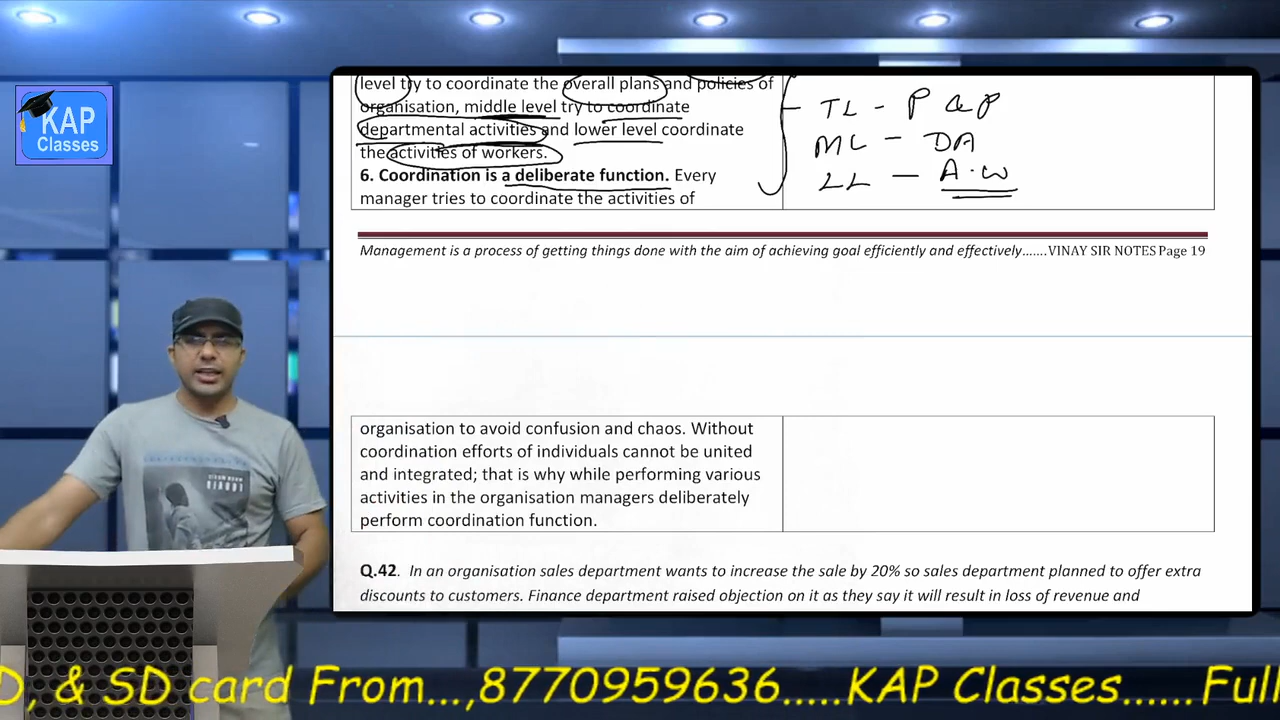 KAP
Classes
level try to coordinate the overall plans and policies of
organisation, middle level try to coordinate
departmental activities and lower level coordinate
the activities of workers.
6. Coordination is a deliberate function. Every
manager tries to coordinate the activities of
TL - P & P
ML - DA
LL - A.W
Management is a process of getting things done with the aim of achieving goal efficiently and effectively.......VINAY SIR NOTES Page 19
organisation to avoid confusion and chaos. Without
coordination efforts of individuals cannot be united
and integrated; that is why while performing various
activities in the organisation managers deliberately
perform coordination function.
Q.42. In an organisation sales department wants to increase the sale by 20% so sales department planned to offer extra
discounts to customers. Finance department raised objection on it as they say it will result in loss of revenue and
D, & SD card From...,8770959636.....KAP Classes...... Full